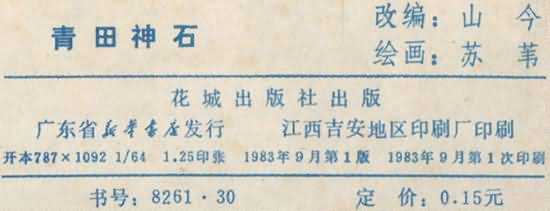 青田神石
改编：山 今
绘画：苏 苇
花城出版社出版
广东省新华书店发行 江西吉安地区印刷厂印刷
开本787×1092 1/64 1.25印张 1983年9月第1版 1983年9月第1次印刷
书号：8261·30 定 价：0.15元